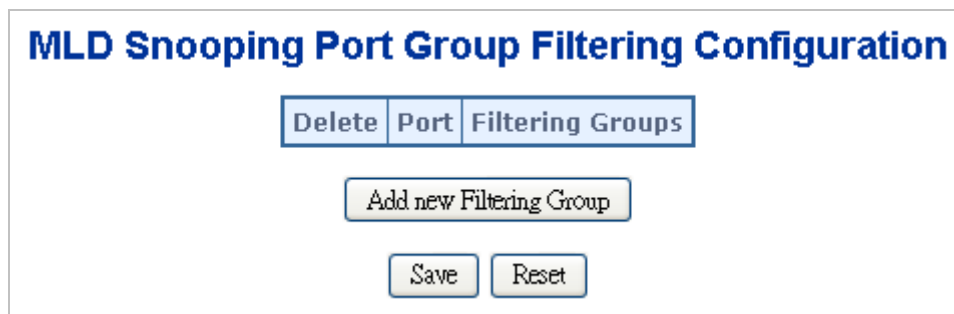 MLD Snooping Port Group Filtering Configuration
Delete Port Filtering Groups
Add new Filtering Group
Save Reset